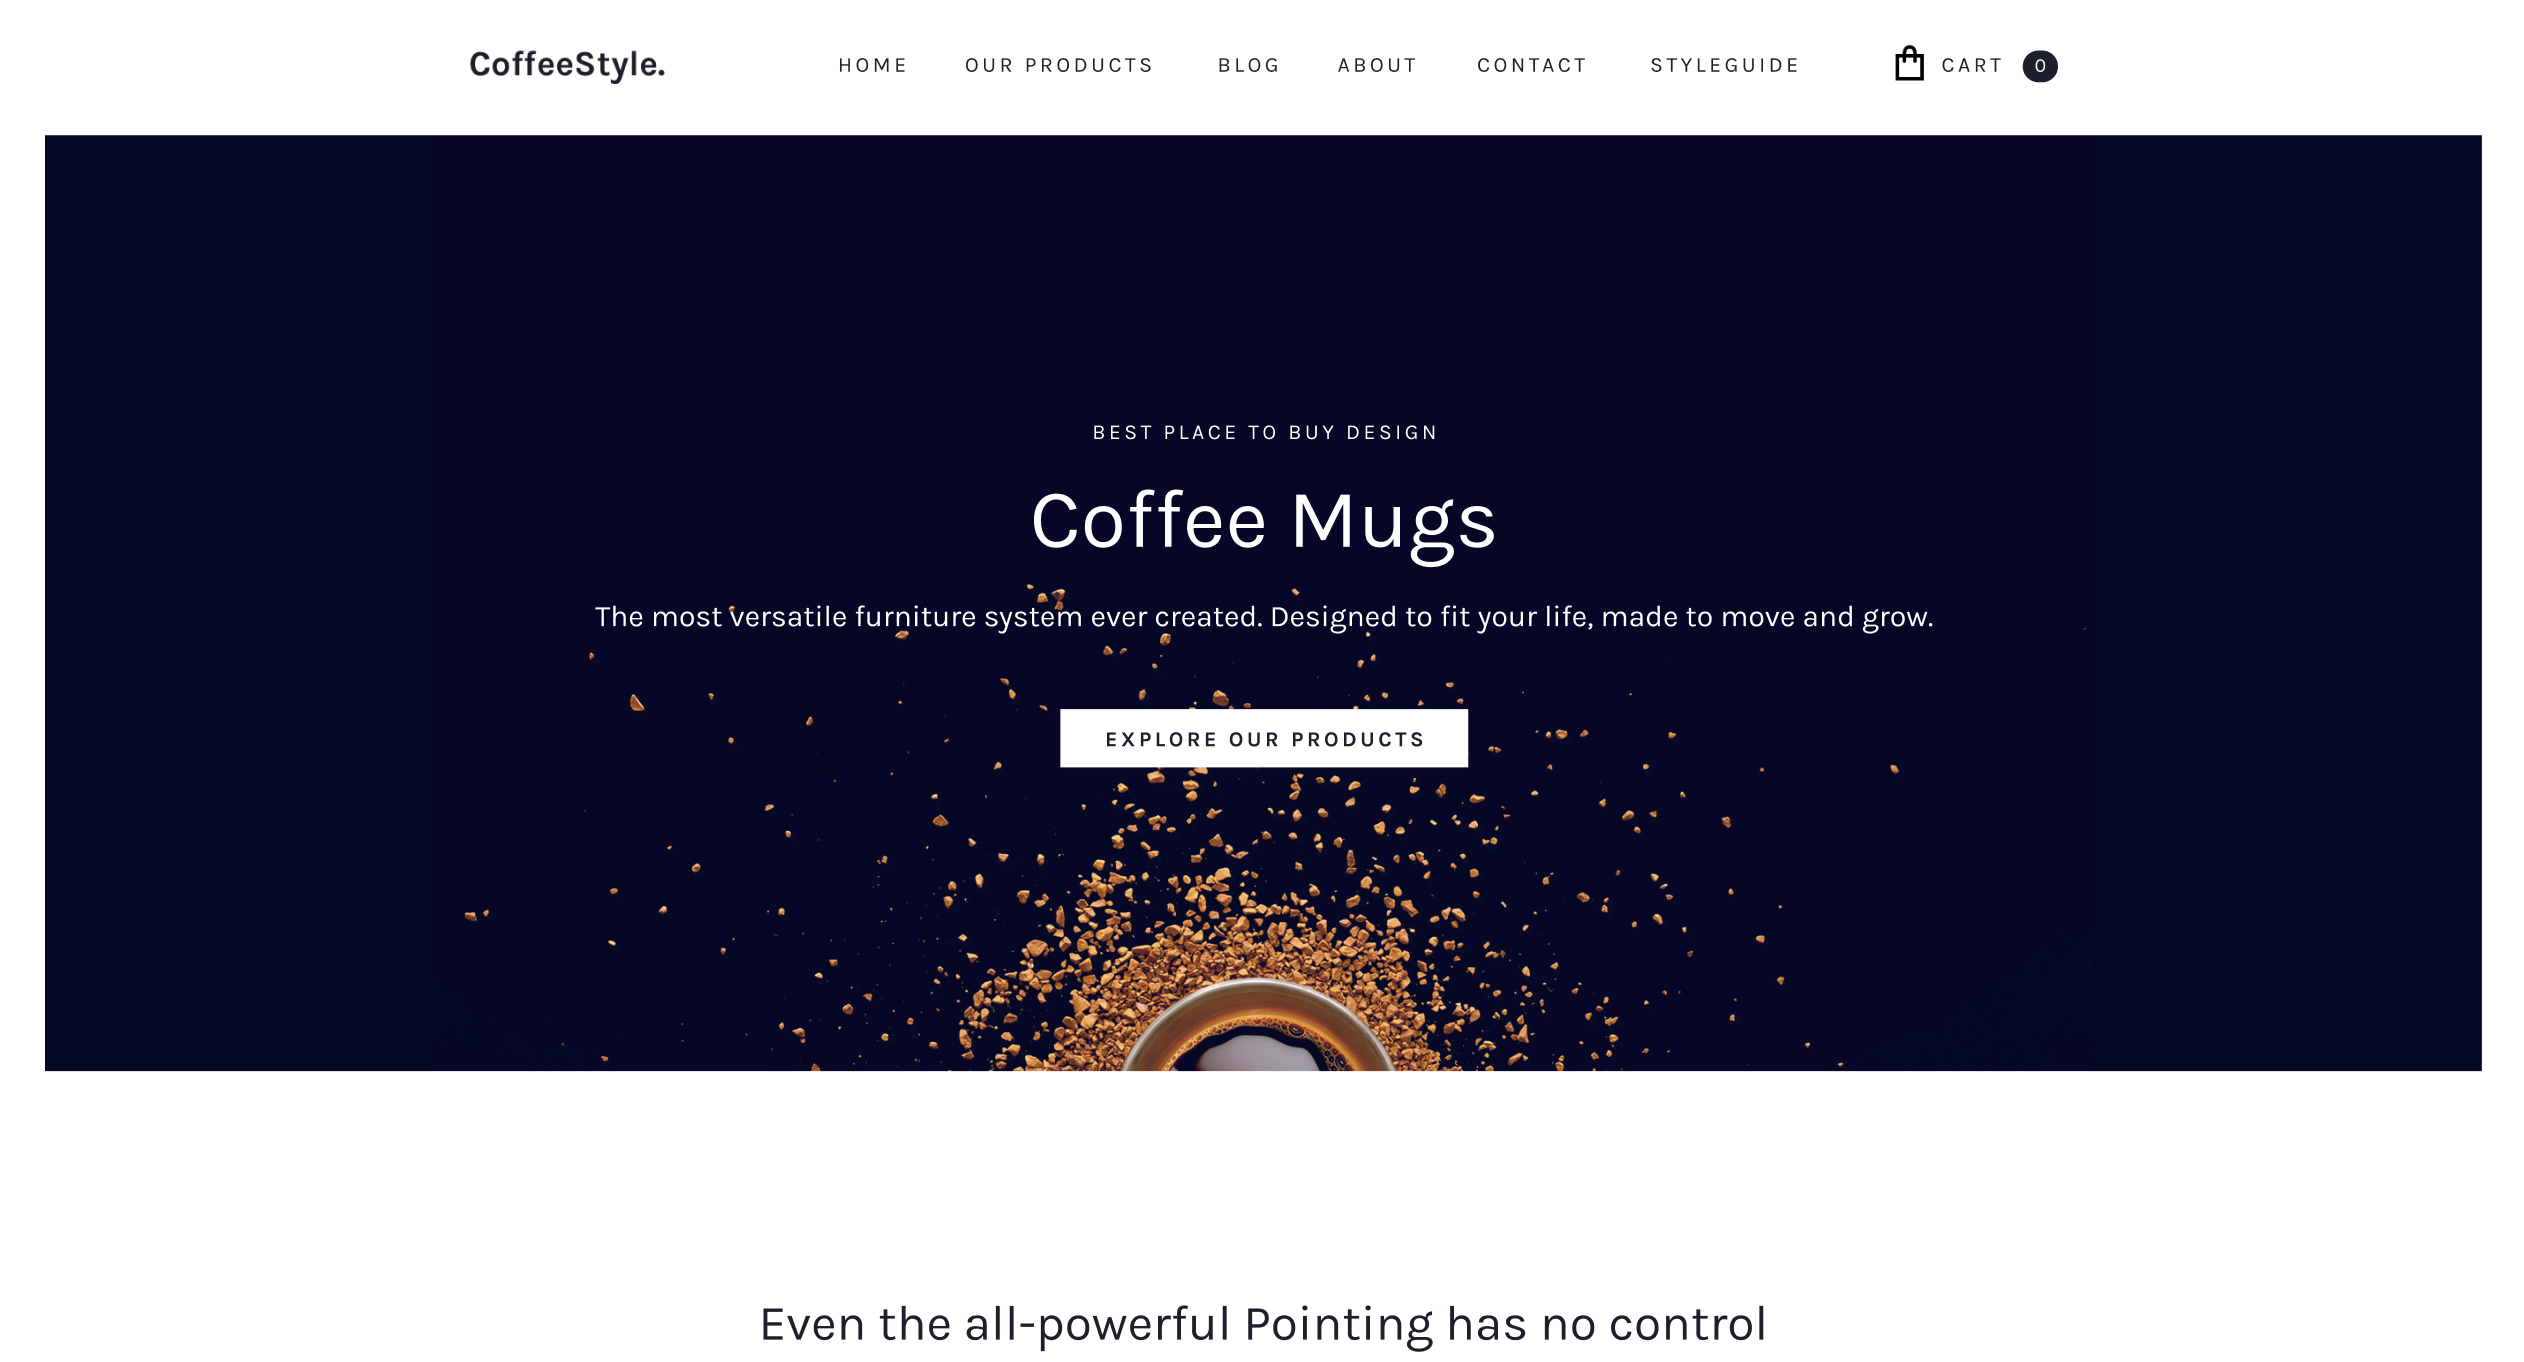 CoffeeStyle.
HOME
OUR PRODUCTS
BLOG
ABOUT
CONTACT
STYLEGUIDE
CART
0
BEST PLACE TO BUY DESIGN
Coffee Mugs
The most versatile furniture system ever created. Designed to fit your life, made to move and grow.
EXPLORE OUR PRODUCTS
Even the all-powerful Pointing has no control